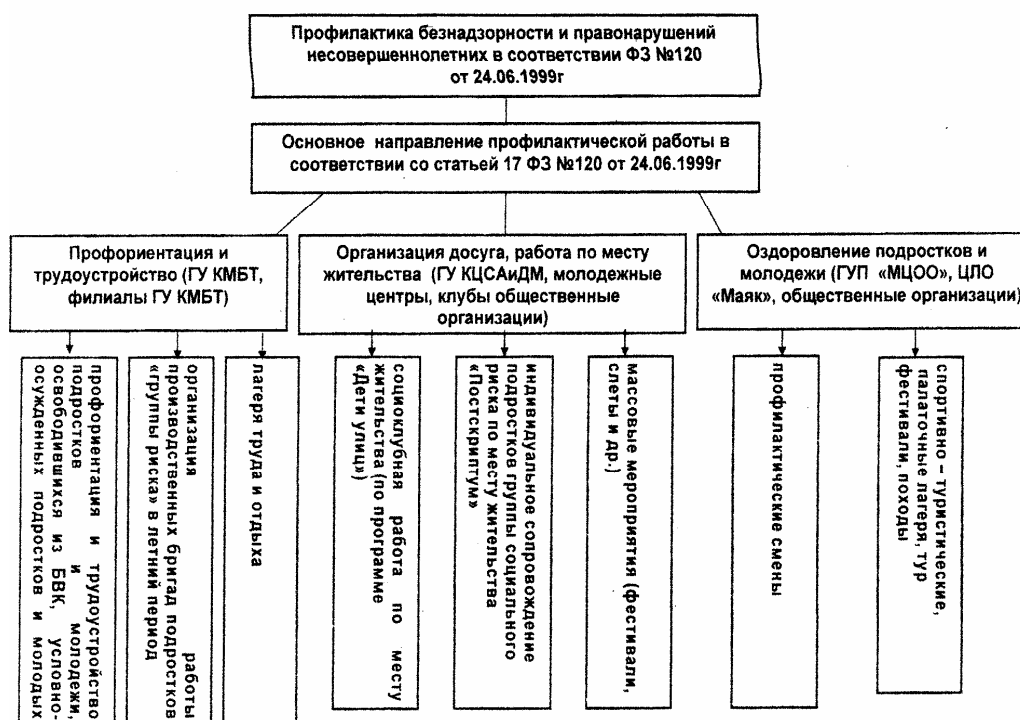 Профилактика безнадзорности и правонарушений
несовершеннолетних в соответствии ФЗ №120
от 24.06.1999г
Основное направление профилактической работы в
соответствии со статьей 17 ФЗ №120 от 24.06.1999г
Профориентация и
трудоустройство (ГУ КМБТ,
филиалы ГУ КМБТ)
Организация досуга, работа по месту
жительства (ГУ КЦСАиДМ, молодежные
центры, клубы общественные
организации)
Оздоровление подростков и
молодежи (ГУП «МЦОО», ЦЛО
«Маяк», общественные организации)
профориентация и трудоустройство
подростков и молодежи,
освободившихся из БВК, условно-
осужденных подростков и молодых
организация работы
производственных бригад подростков
«группы риска» в летний период
лагеря труда и отдыха
социоклубная работа по месту
жительства (по программе
«Дети улиц»)
индивидуальное сопровождение
подростков группы социального
риска по месту жительства
«Постскриптум»
массовые мероприятия (фестивали,
слеты и др.)
профилактические смены
спортивно – туристические,
палаточные лагеря, тур
фестивали, походы